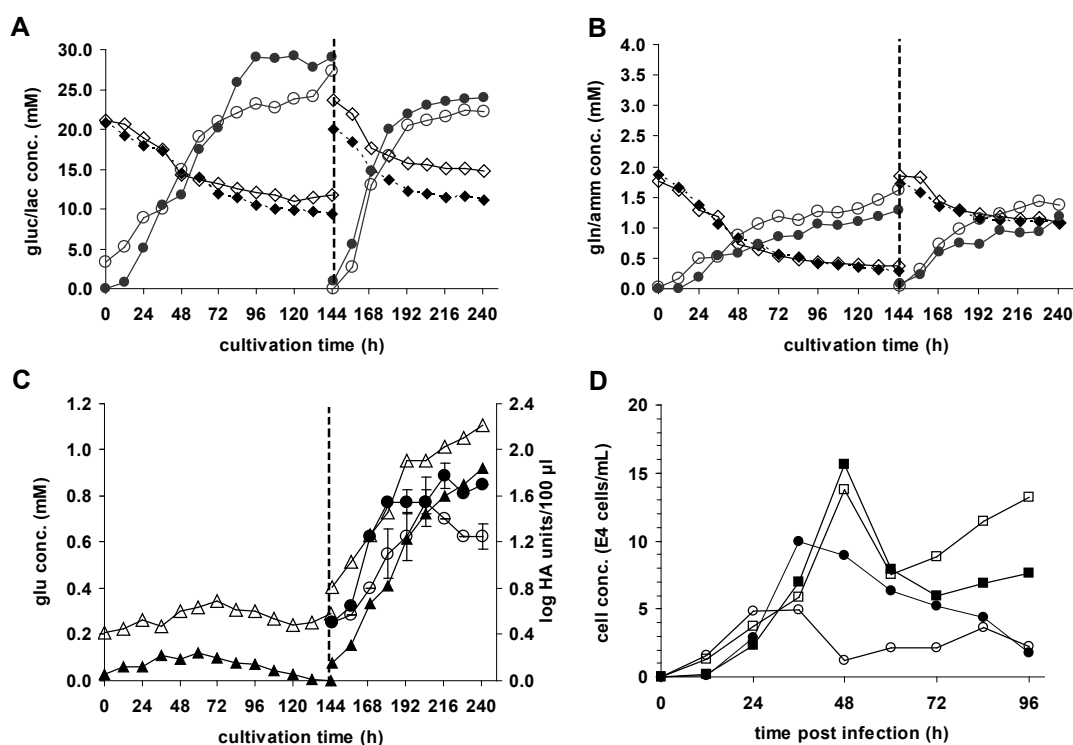 A
B
30.0
25.0
20.0
15.0
10.0
5.0
0.0
gluc/lac conc. (mM)
0 24 48 72 96 120 144 168 192 216 240
cultivation time (h)
4.0
3.5
3.0
2.5
2.0
1.5
1.0
0.5
0.0
gln/amm conc. (mM)
0 24 48 72 96 120 144 168 192 216 240
cultivation time (h)
C
D
1.2
1.0
0.8
0.6
0.4
0.2
0.0
glu conc. (mM)
2.4
2.0
1.6
1.2
0.8
0.4
0.0
log HA units/100 µl
0 24 48 72 96 120 144 168 192 216 240
cultivation time (h)
20
15
10
5
0
cell conc. (E4 cells/mL)
0 24 48 72 96
time post infection (h)